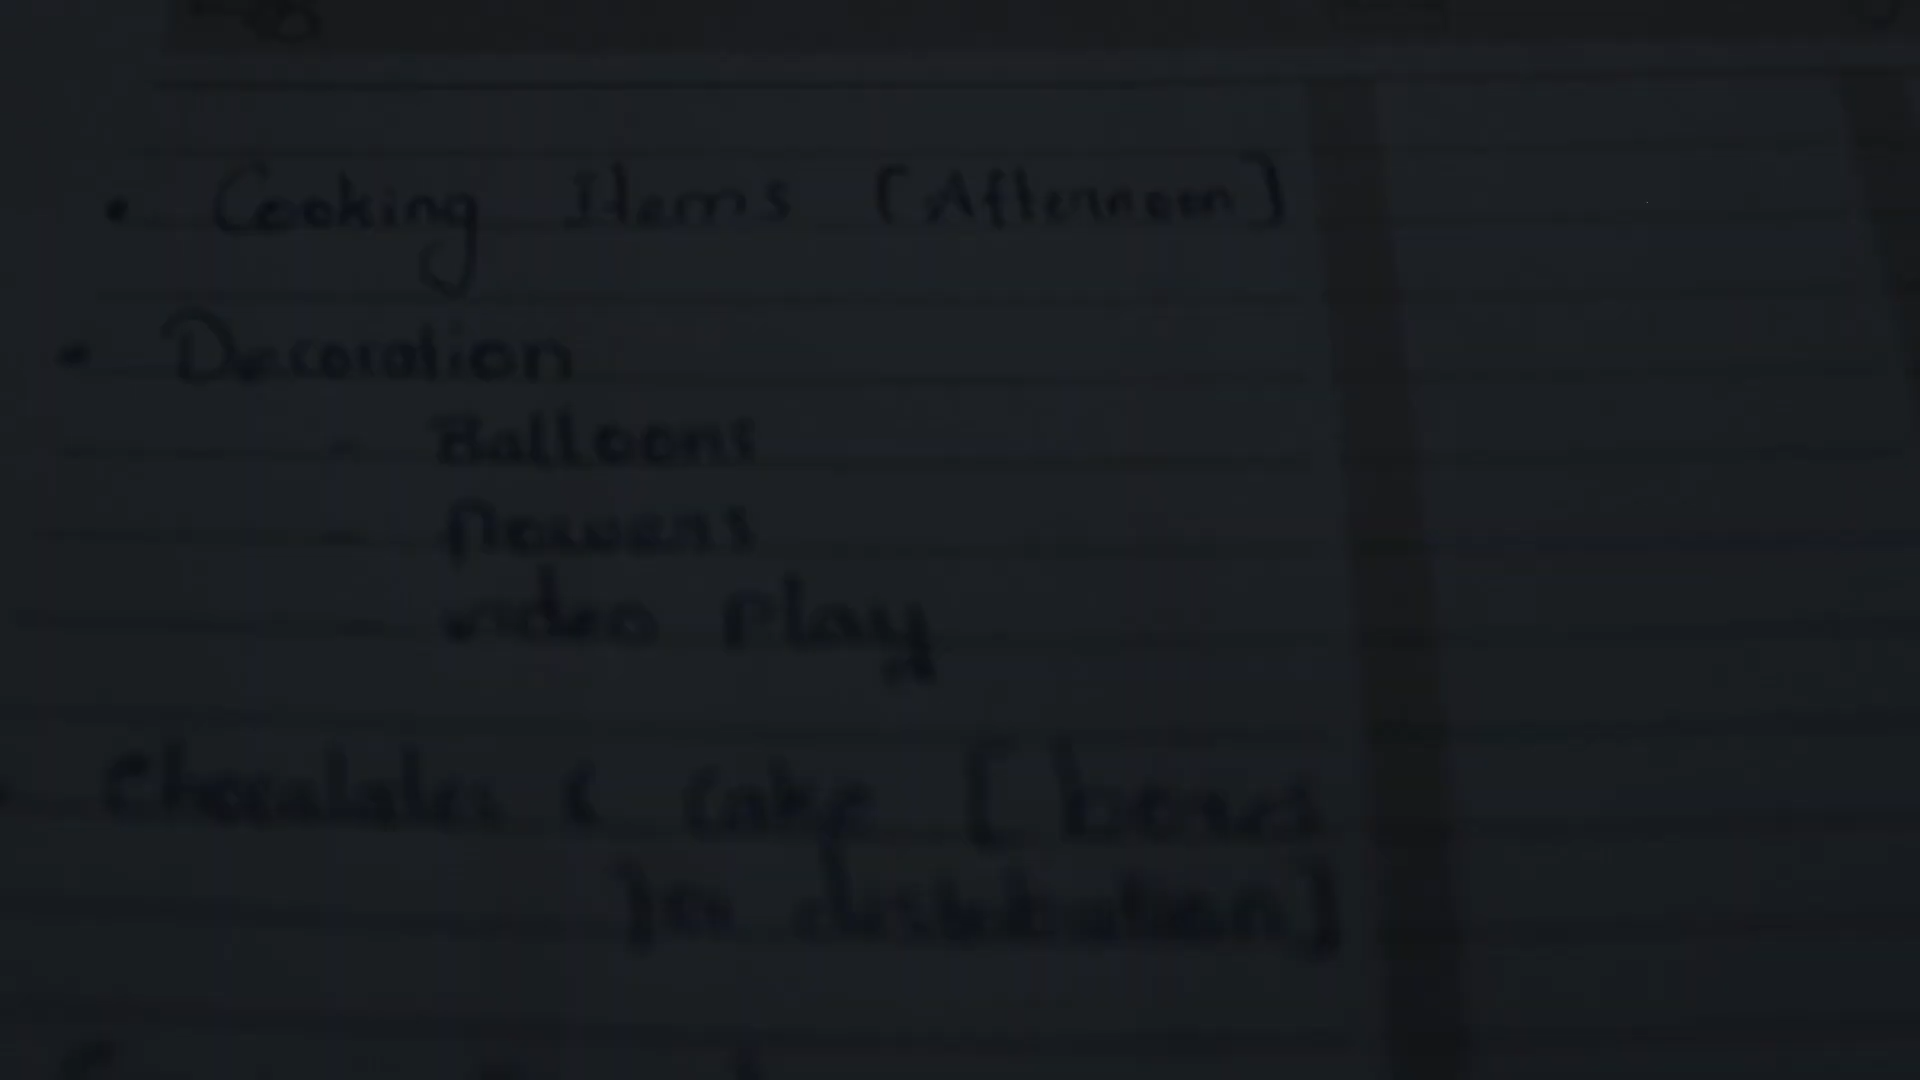 • Cooking Items [Afternoon]
• Decoration
- Balloons
- flowers
- video Play
• Chocolates & Cake [boxes
for distribution]